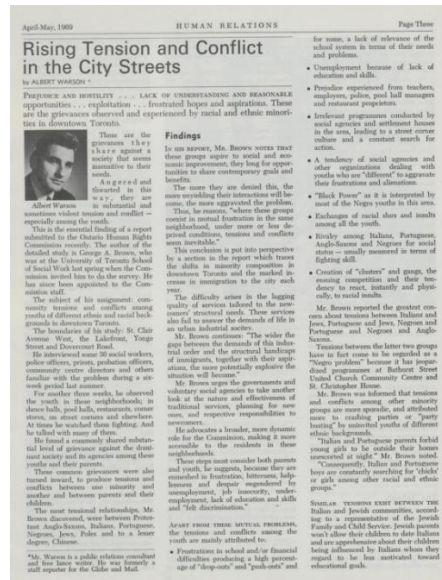 April-May, 1969
HUMAN RELATIONS
Page Three
Rising Tension and Conflict
in the City Streets
by ALBERT WARSON *
PREJUDICE AND HOSTILITY . . . LACK OF UNDERSTANDING AND REASONABLE
opportunities . . . exploitation . . . frustrated hopes and aspirations. These
are the grievances observed and experienced by racial and ethnic minori-
ties in downtown Toronto.
Albert Warson
These are the
grievances they
share against a
society that seems
insensitive to their
needs.
Angered and
thwarted in this
way, they are
in substantial and
sometimes violent tension and conflict —
especially among the youth.
This is the essential finding of a report
submitted to the Ontario Human Rights
Commission recently. The author of the
detailed study is George A. Brown, who
was at the University of Toronto School
of Social Work last spring when the Com-
mission invited him to do the survey. He
has since been appointed to the Com-
mission staff.
The subject of his assignment: com-
munity tensions and conflicts among
youths of different ethnic and racial back-
grounds in downtown Toronto.
The boundaries of his study: St. Clair
Avenue West, the Lakefront, Yonge
Street and Dovercourt Road.
He interviewed some 30 social workers,
police officers, priests, probation officers,
community centre directors and others
familiar with the problem during a six-
week period last summer.
For another three weeks, he observed
the youth in these neighborhoods; in
dance halls, pool halls, restaurants, corner
stores, on street corners and elsewhere.
At times he watched them fighting. And
he talked with many of them.
He found a commonly shared substan-
tial level of grievance against the domi-
nant society and its agencies among these
youths and their parents.
These common grievances were also
turned inward, to produce tensions and
conflicts between one minority and
another and between parents and their
children.
The most tensional relationships, Mr.
Brown discovered, were between Protes-
tant Anglo-Saxons, Italians, Portuguese,
Negroes, Jews, Poles and to a lesser
degree, Chinese.
*Mr. Warson is a public relations consultant
and free lance writer. He was formerly a
staff reporter for the Globe and Mail.
Findings
IN HIS REPORT, MR. BROWN NOTES THAT
these groups aspire to social and eco-
nomic improvement; they long for oppor-
tunities to share contemporary goals and
benefits.
The more they are denied this, the
more unyielding their interactions will be-
come, the more aggravated the problem.
Thus, he reasons, "where these groups
coexist in mutual frustration in the same
neighborhood, under more or less de-
prived conditions, tensions and conflicts
seem inevitable."
This conclusion is put into perspective
by a section in the report which traces
the shifts in minority composition in
downtown Toronto and the marked in-
crease in immigration to the city each
year.
The difficulty arises in the lagging
quality of services tailored to the new-
comers' structural needs. These services
also fail to assure the demands of life in
an urban industrial society.
Mr. Brown continues: "The wider the
gaps between the demands of this indus-
trial order and the structural handicaps
of immigrants, together with their aspir-
ations, the more potentially explosive the
situation will become."
Mr. Brown urges the governments and
voluntary social agencies to take another
look at the nature and effectiveness of
traditional services, planning for new
ones, and respective responsibilities to
newcomers.
He advocates a broader, more dynamic
role for the Commission, making it more
accessible to the residents in these
neighborhoods.
These steps must consider both parents
and youth, he suggests, because they are
embroiled in frustration, bitterness, help-
lessness and despair engendered by
unemployment, job insecurity, under-
employment, lack of education and skills
and "felt discrimination."
APART FROM THESE MUTUAL PROBLEMS,
the tensions and conflicts among the
youth are mainly attributed to:
• Frustrations in school and/or financial
difficulties producing a high percent-
age of "drop-outs" and "push-outs" and
for some, a lack of relevance of the
school system in terms of their needs
and problems.
• Unemployment because of lack of
education and skills.
• Prejudice experienced from teachers,
employers, police, pool hall managers
and restaurant proprietors.
• Irrelevant programmes conducted by
social agencies and settlement houses
in the area, leading to a street corner
culture and a constant search for
action.
• A tendency of social agencies and
other organizations dealing with
youths who are "different" to aggravate
their frustrations and alienations.
• "Black Power" as it is interpreted by
most of the Negro youths in this area.
• Exchanges of racial slurs and insults
among all the youth.
• Rivalry among Italians, Portuguese,
Anglo-Saxons and Negroes for social
status — usually measured in terms of
fighting skill.
• Creation of "clusters" and gangs, the
ensuing competition and their ten-
dency to react, instantly and physi-
cally, to racial insults.
Mr. Brown reported the greatest con-
cern about tensions between Italians and
Jews, Portuguese and Jews, Negroes and
Portuguese and Negroes and Anglo-
Saxons.
Tensions between the latter two groups
have in fact come to be regarded as a
"Negro problem" because it has jeopar-
dized programmes at Bathurst Street
United Church Community Centre and
St. Christopher House.
Mr. Brown was informed that tensions
and conflicts among other minority
groups are more sporadic, and attributed
more to crashing parties or "party
busting" by uninvited youths of different
ethnic backgrounds.
"Italian and Portuguese parents forbid
young girls to be outside their homes
unescorted at night," Mr. Brown noted.
"Consequently, Italian and Portuguese
boys are constantly searching for 'chicks'
or girls among other racial and ethnic
groups."
SIMILAR TENSIONS EXIST BETWEEN THE
Italian and Jewish communities, accord-
ing to a representative of the Jewish
Family and Child Service. Jewish parents
won't allow their children to date Italians
and are apprehensive about their children
being influenced by Italians whom they
regard to be less motivated toward
educational goals.